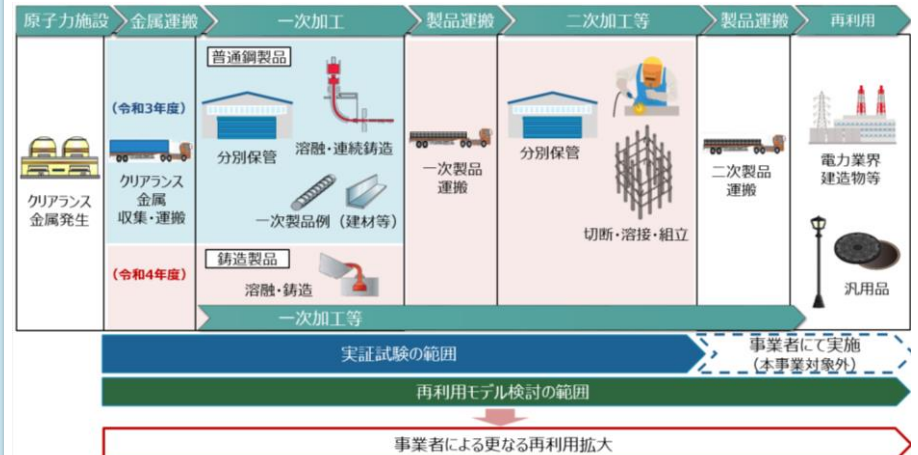 原子力施設
金属運搬
一次加工
製品運搬
二次加工等
製品運搬
再利用
クリアランス
金属発生
(令和3年度)
クリアランス
金属
収集・運搬
(令和4年度)
普通鋼製品
分別保管
溶融・連続鋳造
一次製品例(建材等)
鋳造製品
溶融・鋳造
一次製品
運搬
分別保管
切断・溶接・組立
二次製品
運搬
電力業界
建造物等
汎用品
一次加工等
実証試験の範囲
事業者にて実施
(本事業対象外)
再利用モデル検討の範囲
事業者による更なる再利用拡大